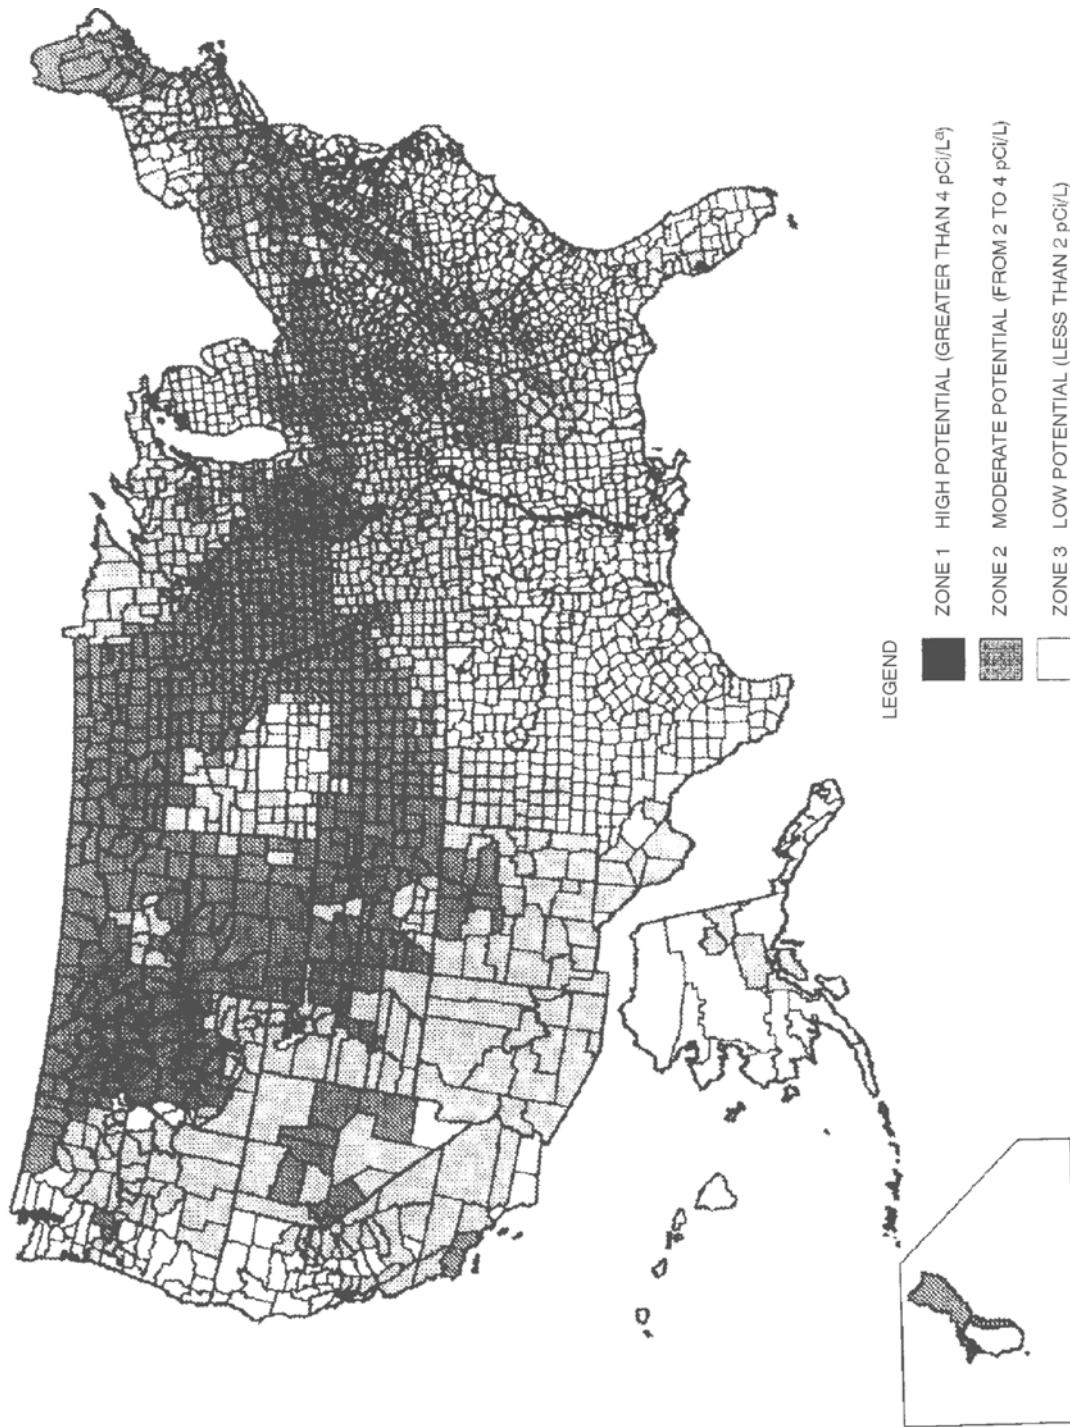 LEGEND
ZONE 1 HIGH POTENTIAL (GREATER THAN 4 pCi/Lª)
ZONE 2 MODERATE POTENTIAL (FROM 2 TO 4 pCi/L)
ZONE 3 LOW POTENTIAL (LESS THAN 2 pCi/L)